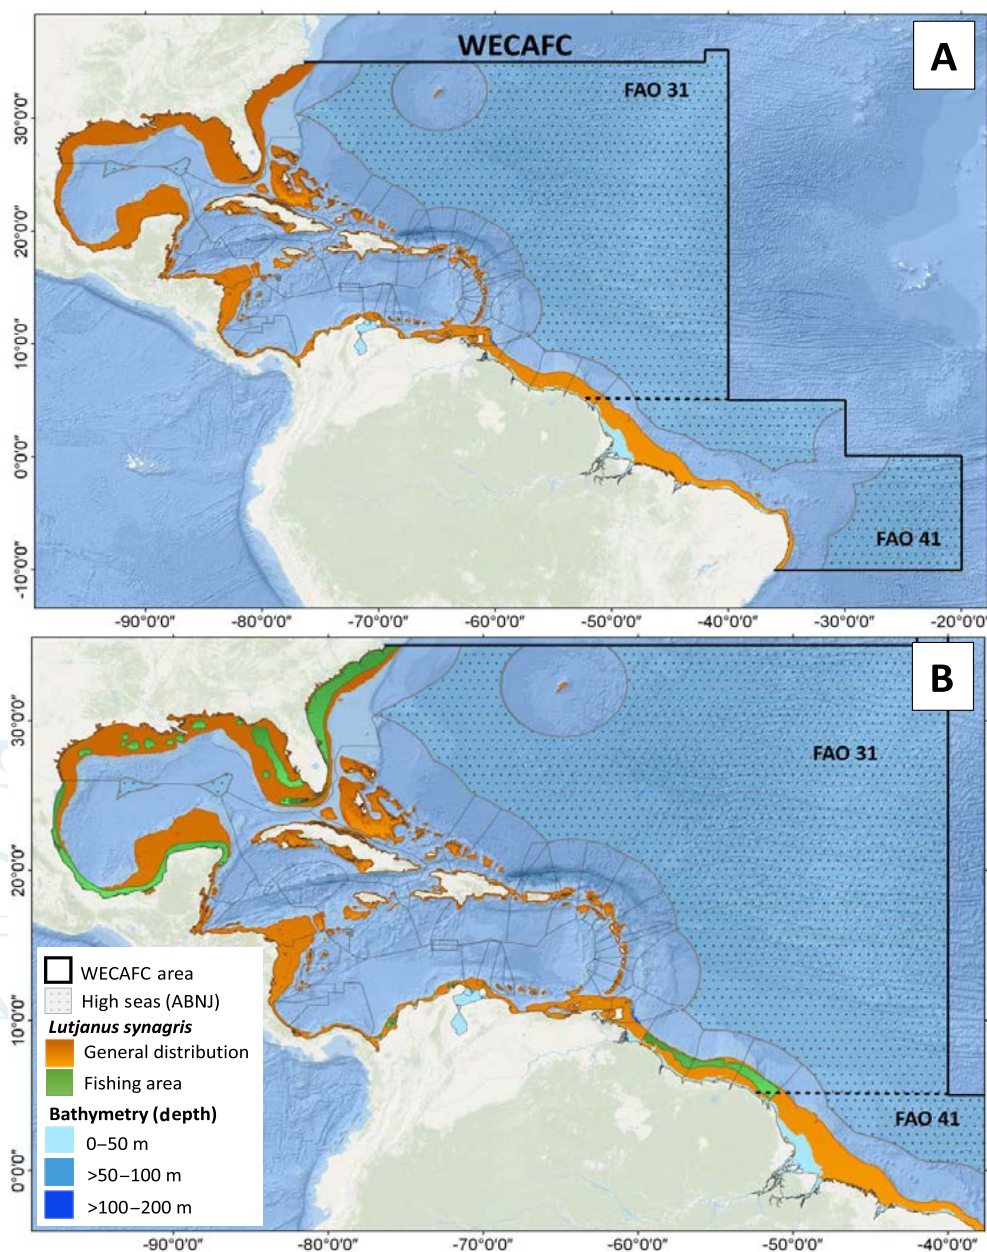 WECAFC
A
FAO 31
FAO 41
30°0'0"
20°0'0"
10°0'0"
0°0'0"
-10°0'0"
-90°0'0"
-80°0'0"
-70°0'0"
-60°0'0"
-50°0'0"
-40°0'0"
-30°0'0"
-20°0'0"
B
FAO 31
FAO 41
30°0'0"
20°0'0"
10°0'0"
0°0'0"
WECAFC area
High seas (ABNJ)
Lutjanus synagris
General distribution
Fishing area
Bathymetry (depth)
0–50 m
>50–100 m
>100–200 m
-90°0'0"
-80°0'0"
-70°0'0"
-60°0'0"
-50°0'0"
-40°0'0"